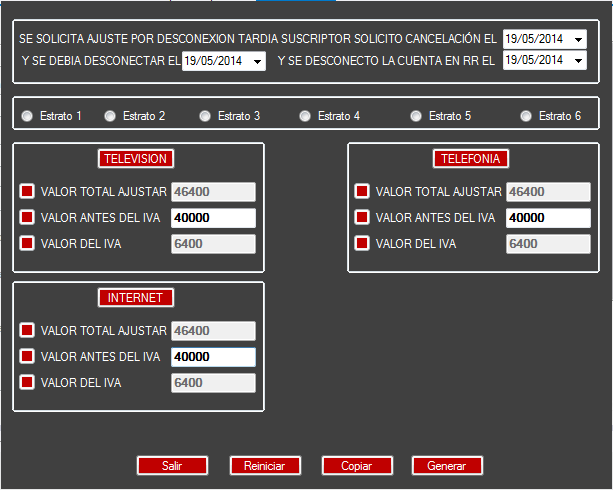 SE SOLICITA AJUSTE POR DESCONEXION TARDIA SUSCRIPTOR SOLICITO CANCELACIÓN EL 19/05/2014
Y SE DEBIA DESCONECTAR EL 19/05/2014 Y SE DESCONECTO LA CUENTA EN RR EL 19/05/2014
Estrato 1 Estrato 2 Estrato 3 Estrato 4 Estrato 5 Estrato 6
TELEVISION
VALOR TOTAL AJUSTAR 46400
VALOR ANTES DEL IVA 40000
VALOR DEL IVA 6400
TELEFONIA
VALOR TOTAL AJUSTAR 46400
VALOR ANTES DEL IVA 40000
VALOR DEL IVA 6400
INTERNET
VALOR TOTAL AJUSTAR 46400
VALOR ANTES DEL IVA 40000
VALOR DEL IVA 6400
Salir Reiniciar Copiar Generar